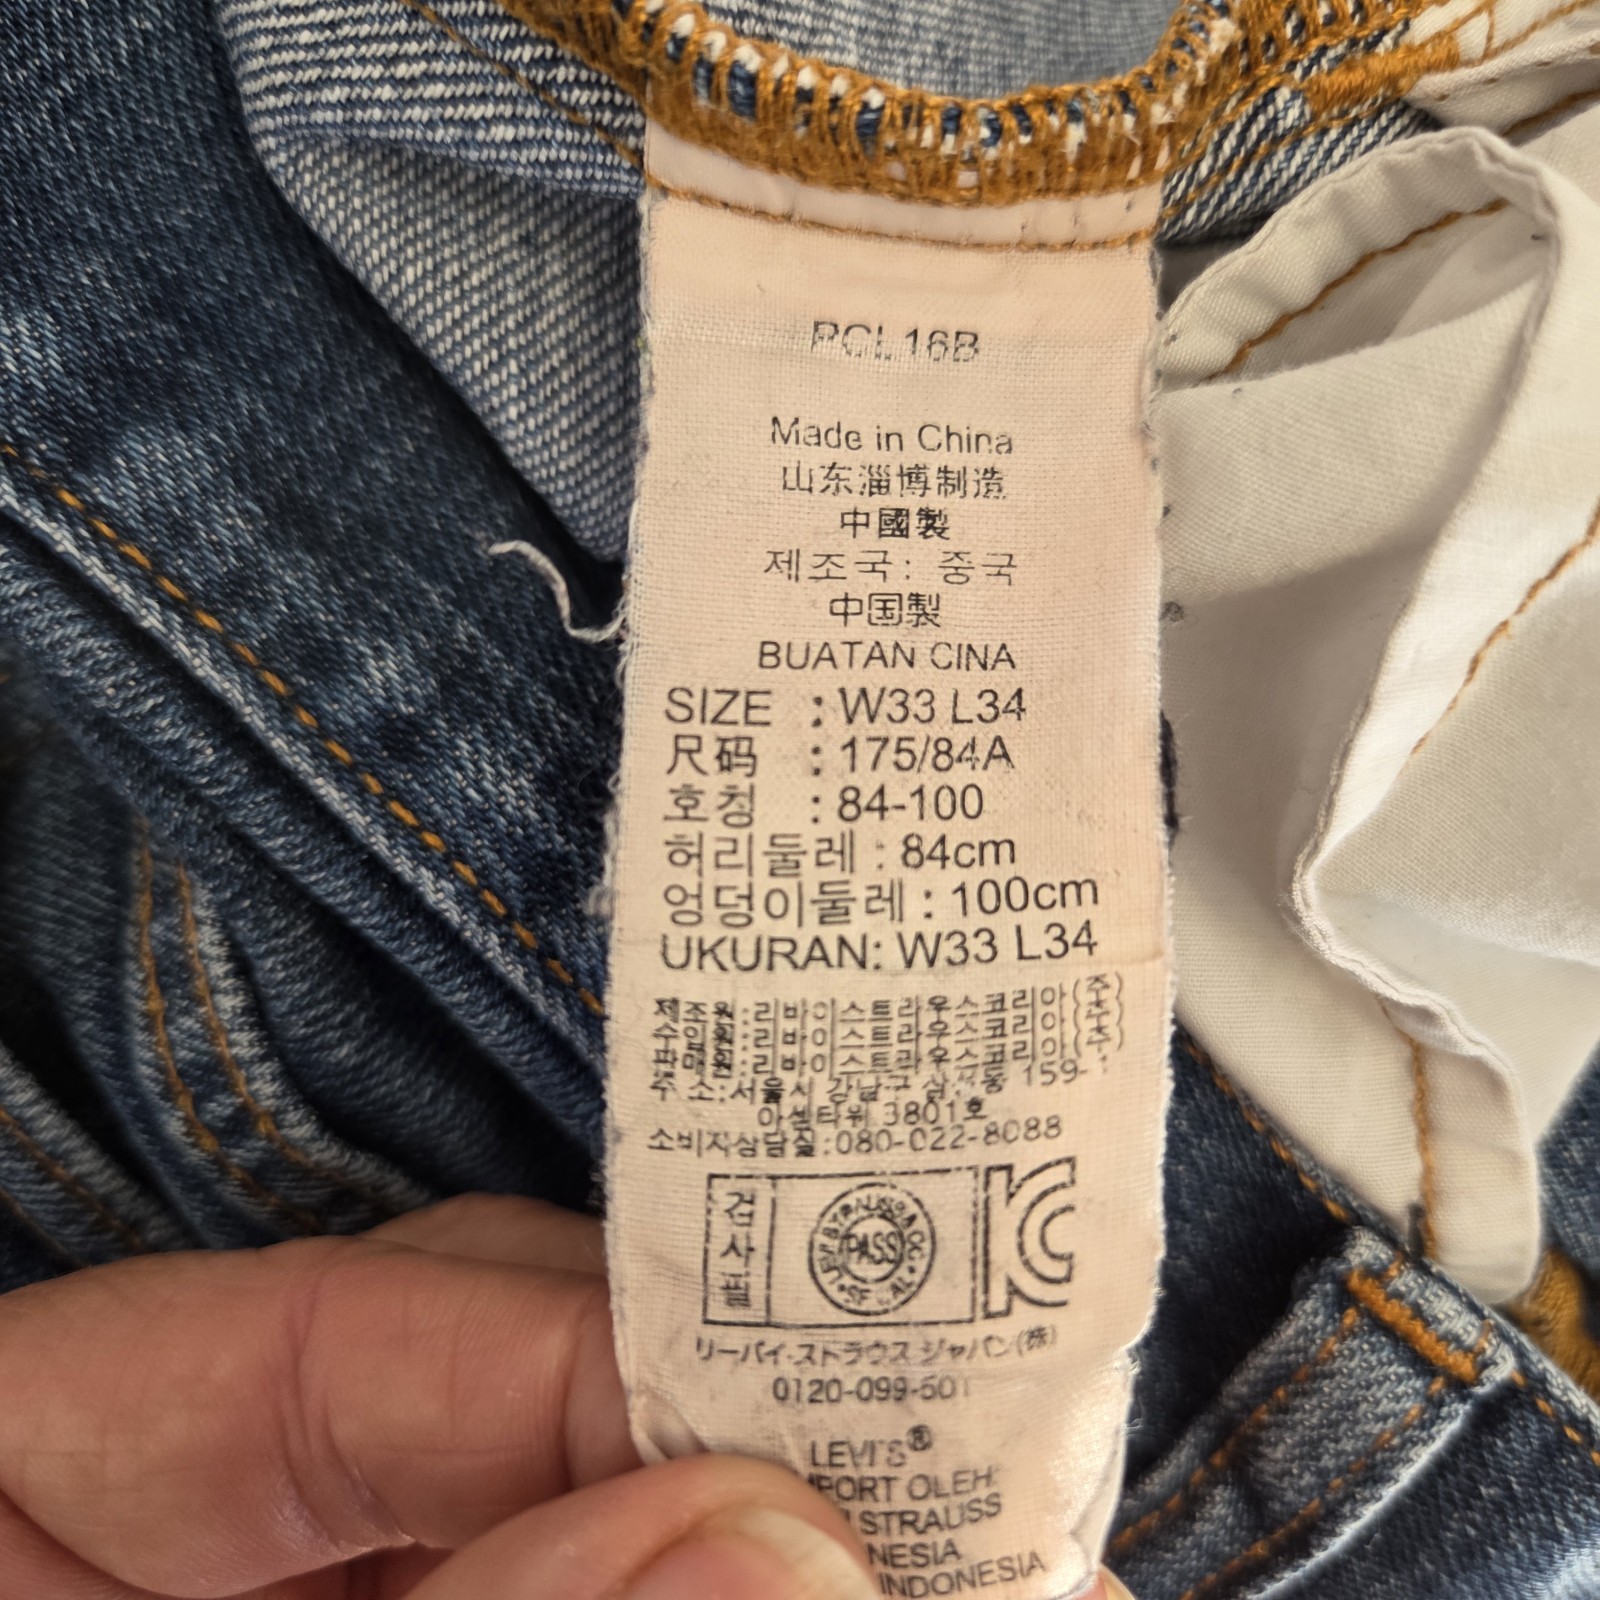 PCL16B
Made in China
山东淄博制造
中國製
제조국: 중국
中国製
BUATAN CINA
SIZE : W33 L34
尺码 : 175/84A
호칭 : 84-100
허리둘레 : 84cm
엉덩이둘레 : 100cm
UKURAN: W33 L34
제조원:리바이스트라우스코리아(주)
수입원:리바이스트라우스코리아(주)
판매원:리바이스트라우스코리아(주)
주소:서울시 강남구 삼성동 159-
아셈타워 3801호
소비자상담실:080-022-8088
검사필
LEVI STRAUSS
PASS
リーバイ·ストラウス ジャパン(株)
0120-099-501
LEVI'S®
PORT OLEH:
STRAUSS
NESIA
INDONESIA